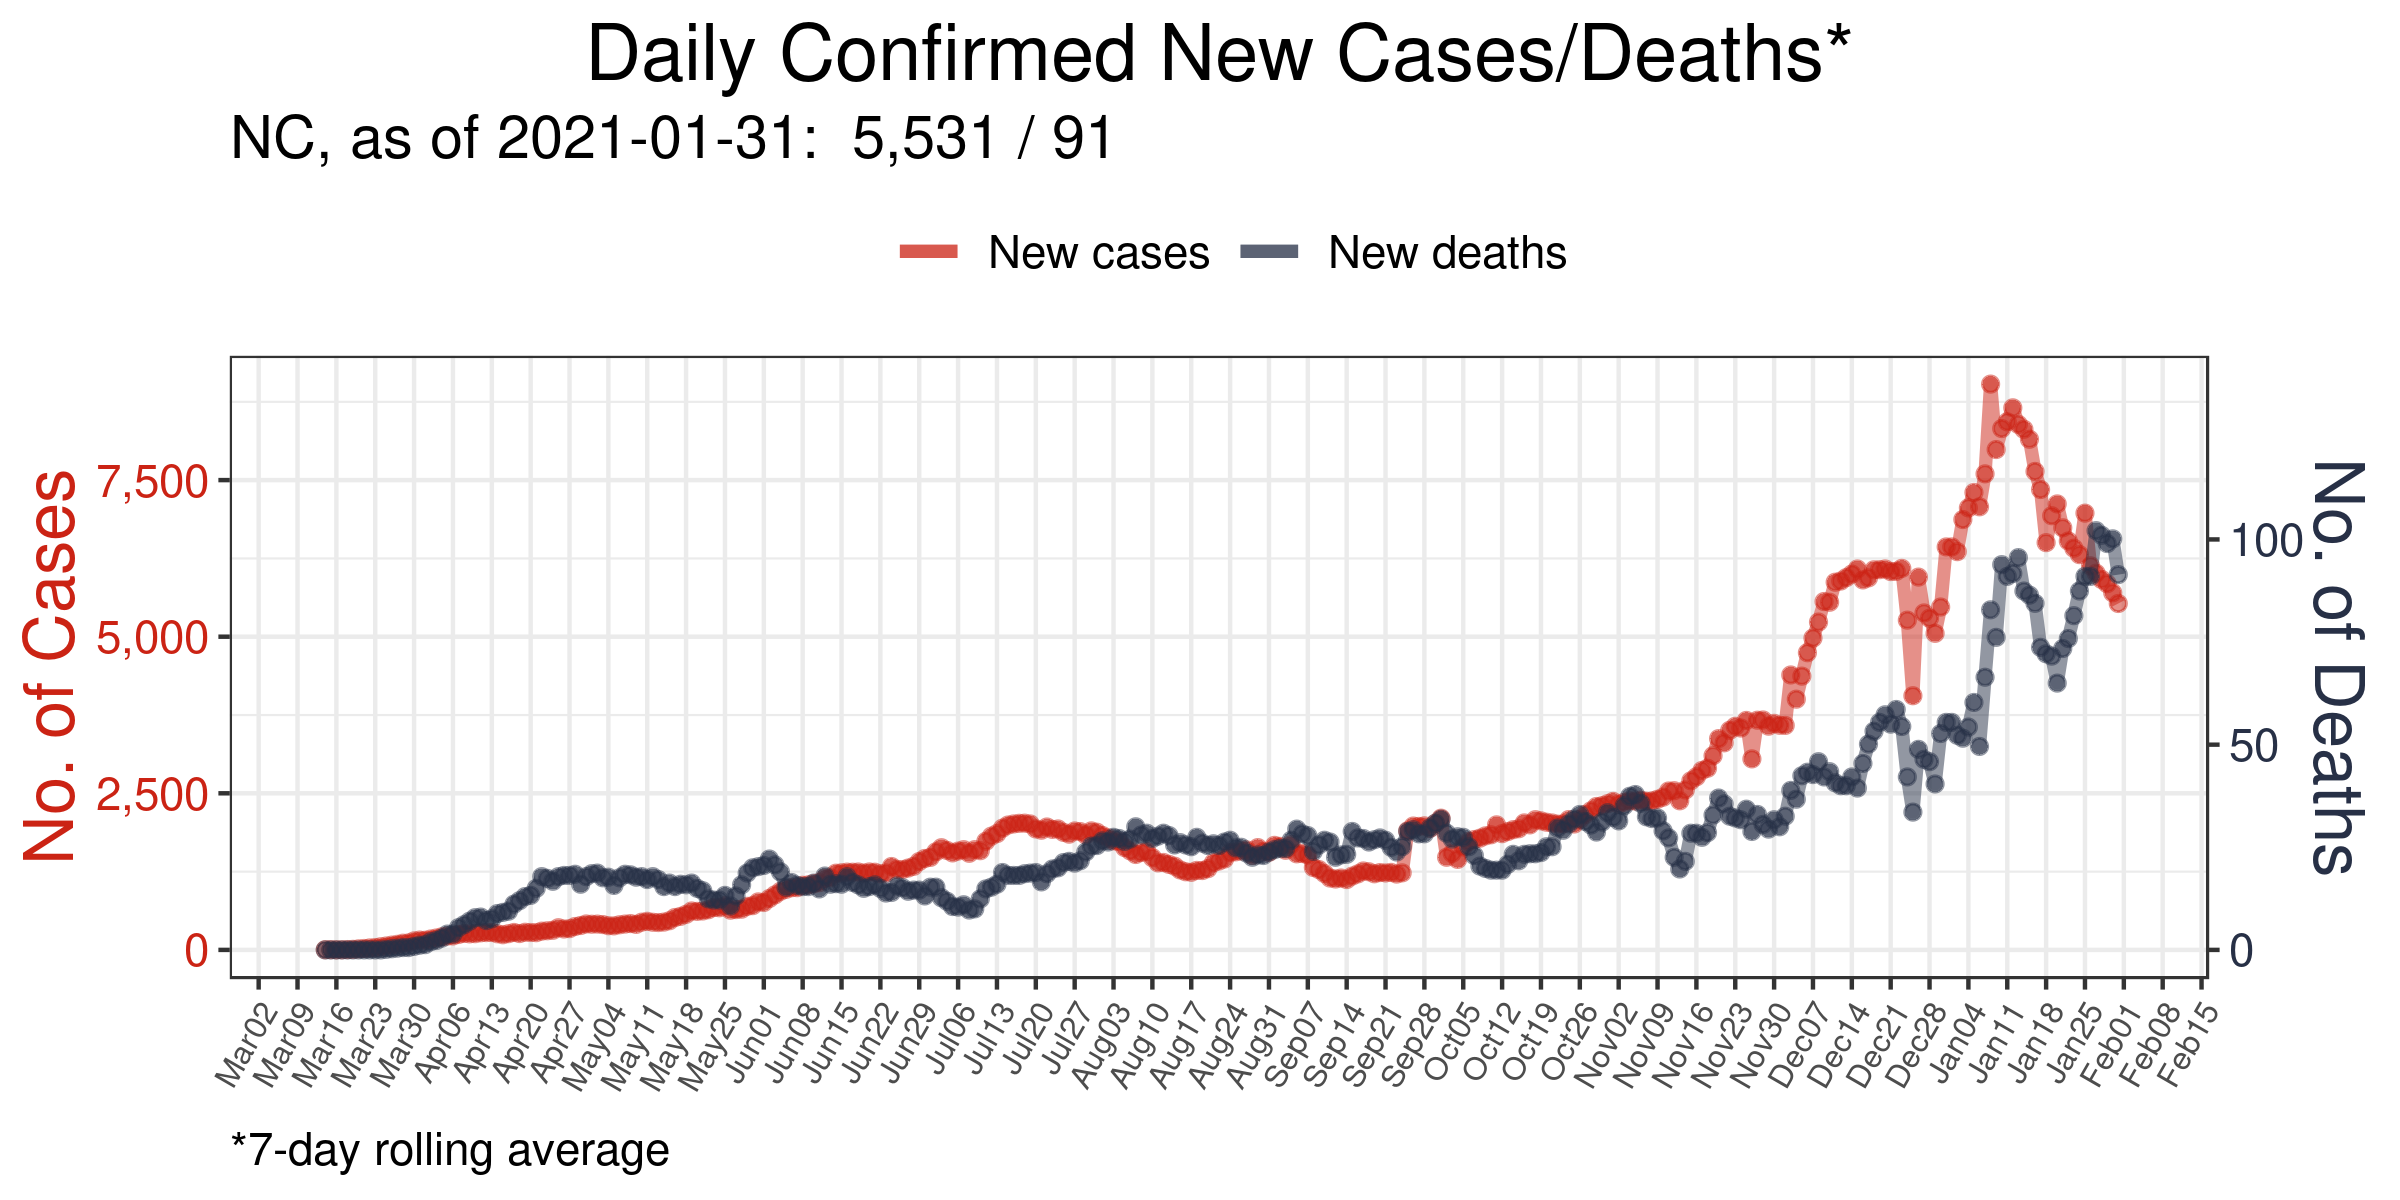 Daily Confirmed New Cases/Deaths*
NC, as of 2021-01-31:  5,531 / 91
New cases
New deaths
No. of Cases
7,500
5,000
2,500
0
No. of Deaths
100
50
0
Mar02
Mar09
Mar16
Mar23
Mar30
Apr06
Apr13
Apr20
Apr27
May04
May11
May18
May25
Jun01
Jun08
Jun15
Jun22
Jun29
Jul06
Jul13
Jul20
Jul27
Aug03
Aug10
Aug17
Aug24
Aug31
Sep07
Sep14
Sep21
Sep28
Oct05
Oct12
Oct19
Oct26
Nov02
Nov09
Nov16
Nov23
Nov30
Dec07
Dec14
Dec21
Dec28
Jan04
Jan11
Jan18
Jan25
Feb01
Feb08
Feb15
*7-day rolling average